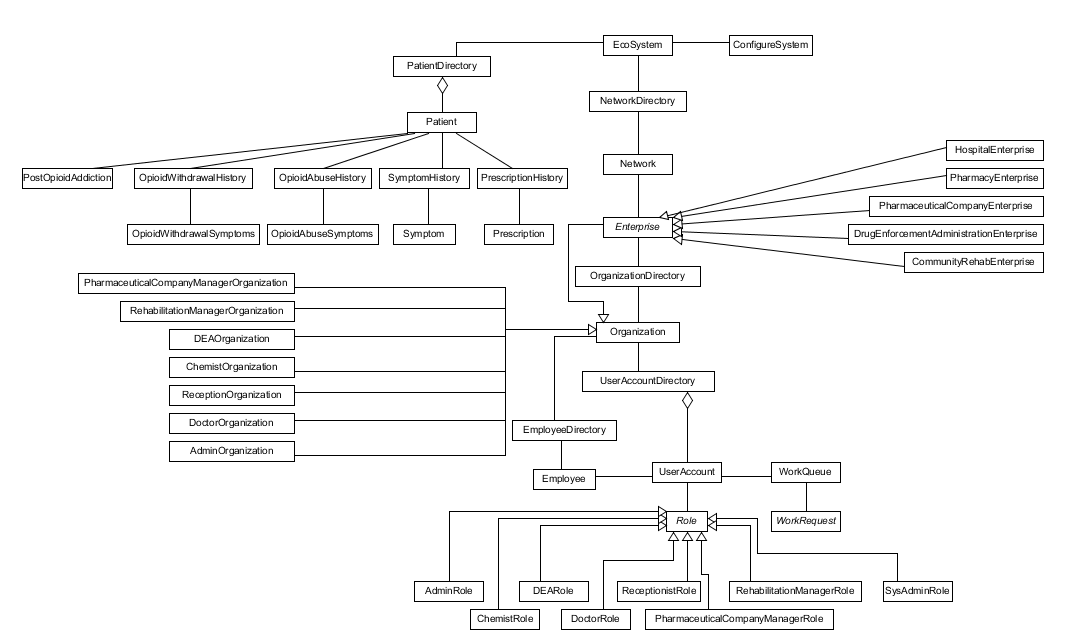 EcoSystem
ConfigureSystem
PatientDirectory
NetworkDirectory
Patient
Network
HospitalEnterprise
PostOpioidAddiction
OpioidWithdrawalHistory
OpioidAbuseHistory
SymptomHistory
PrescriptionHistory
PharmacyEnterprise
PharmaceuticalCompanyEnterprise
OpioidWithdrawalSymptoms
OpioidAbuseSymptoms
Symptom
Prescription
Enterprise
DrugEnforcementAdministrationEnterprise
CommunityRehabEnterprise
OrganizationDirectory
PharmaceuticalCompanyManagerOrganization
RehabilitationManagerOrganization
DEAOrganization
Organization
ChemistOrganization
UserAccountDirectory
ReceptionOrganization
DoctorOrganization
EmployeeDirectory
AdminOrganization
Employee
UserAccount
WorkQueue
Role
WorkRequest
AdminRole
DEARole
ReceptionistRole
RehabilitationManagerRole
SysAdminRole
ChemistRole
DoctorRole
PharmaceuticalCompanyManagerRole